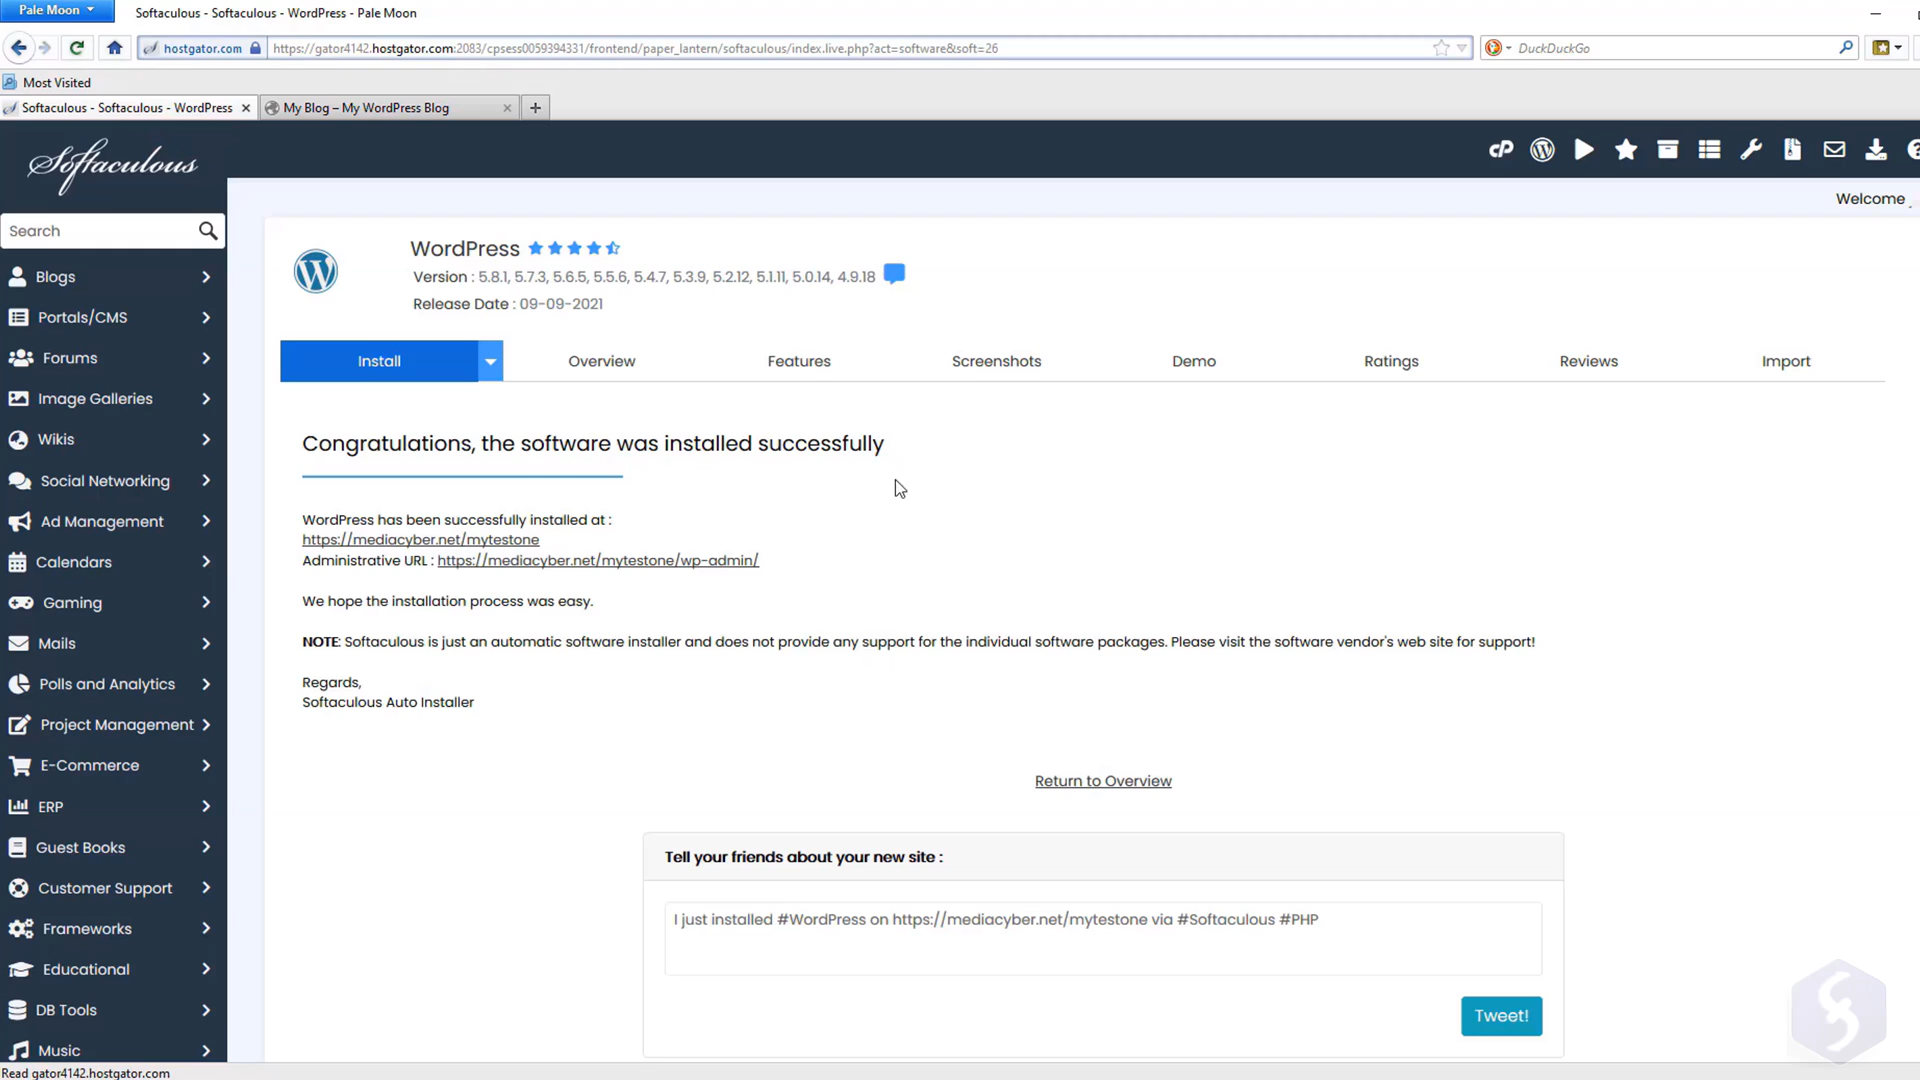 Pale Moon
Softaculous - Softaculous - WordPress - Pale Moon
hostgator.com
https://gator4142.hostgator.com:2083/cpsess0059394331/frontend/paper_lantern/softaculous/index.live.php?act=software&soft=26
DuckDuckGo
Most Visited
Softaculous - Softaculous - WordPress
My Blog – My WordPress Blog
Softaculous
cP
Welcome
Search
Blogs
Portals/CMS
Forums
Image Galleries
Wikis
Social Networking
Ad Management
Calendars
Gaming
Mails
Polls and Analytics
Project Management
E-Commerce
ERP
Guest Books
Customer Support
Frameworks
Educational
DB Tools
Music
WordPress
Version : 5.8.1, 5.7.3, 5.6.5, 5.5.6, 5.4.7, 5.3.9, 5.2.12, 5.1.11, 5.0.14, 4.9.18
Release Date : 09-09-2021
Install
Overview
Features
Screenshots
Demo
Ratings
Reviews
Import
Congratulations, the software was installed successfully
WordPress has been successfully installed at :
https://mediacyber.net/mytestone
Administrative URL : https://mediacyber.net/mytestone/wp-admin/
We hope the installation process was easy.
NOTE: Softaculous is just an automatic software installer and does not provide any support for the individual software packages. Please visit the software vendor's web site for support!
Regards,
Softaculous Auto Installer
Return to Overview
Tell your friends about your new site :
I just installed #WordPress on https://mediacyber.net/mytestone via #Softaculous #PHP
Tweet!
Read gator4142.hostgator.com